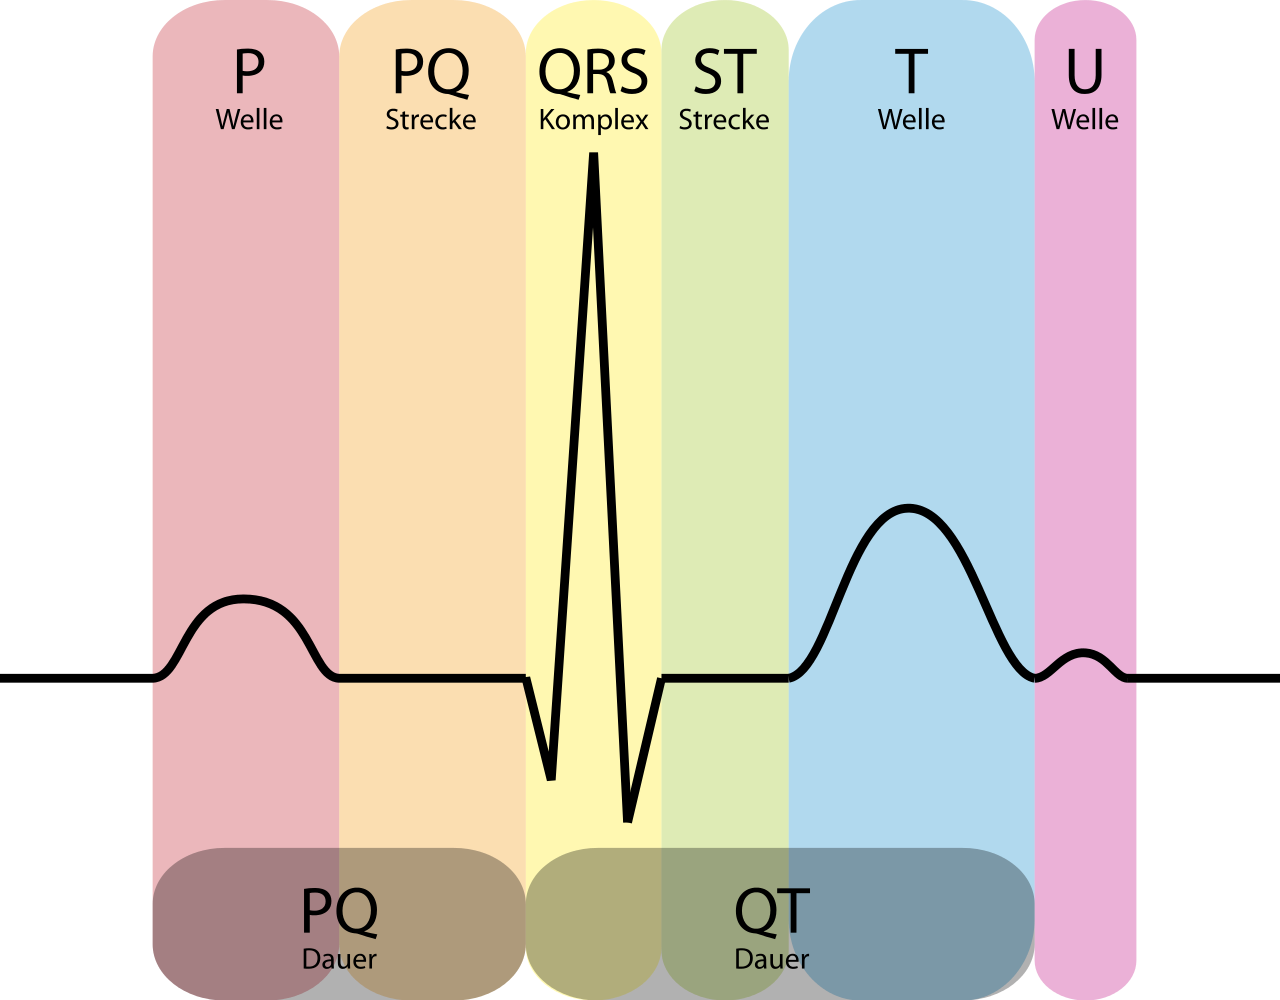 P
Welle
PQ
Strecke
QRS
Komplex
ST
Strecke
T
Welle
U
Welle
PQ
Dauer
QT
Dauer